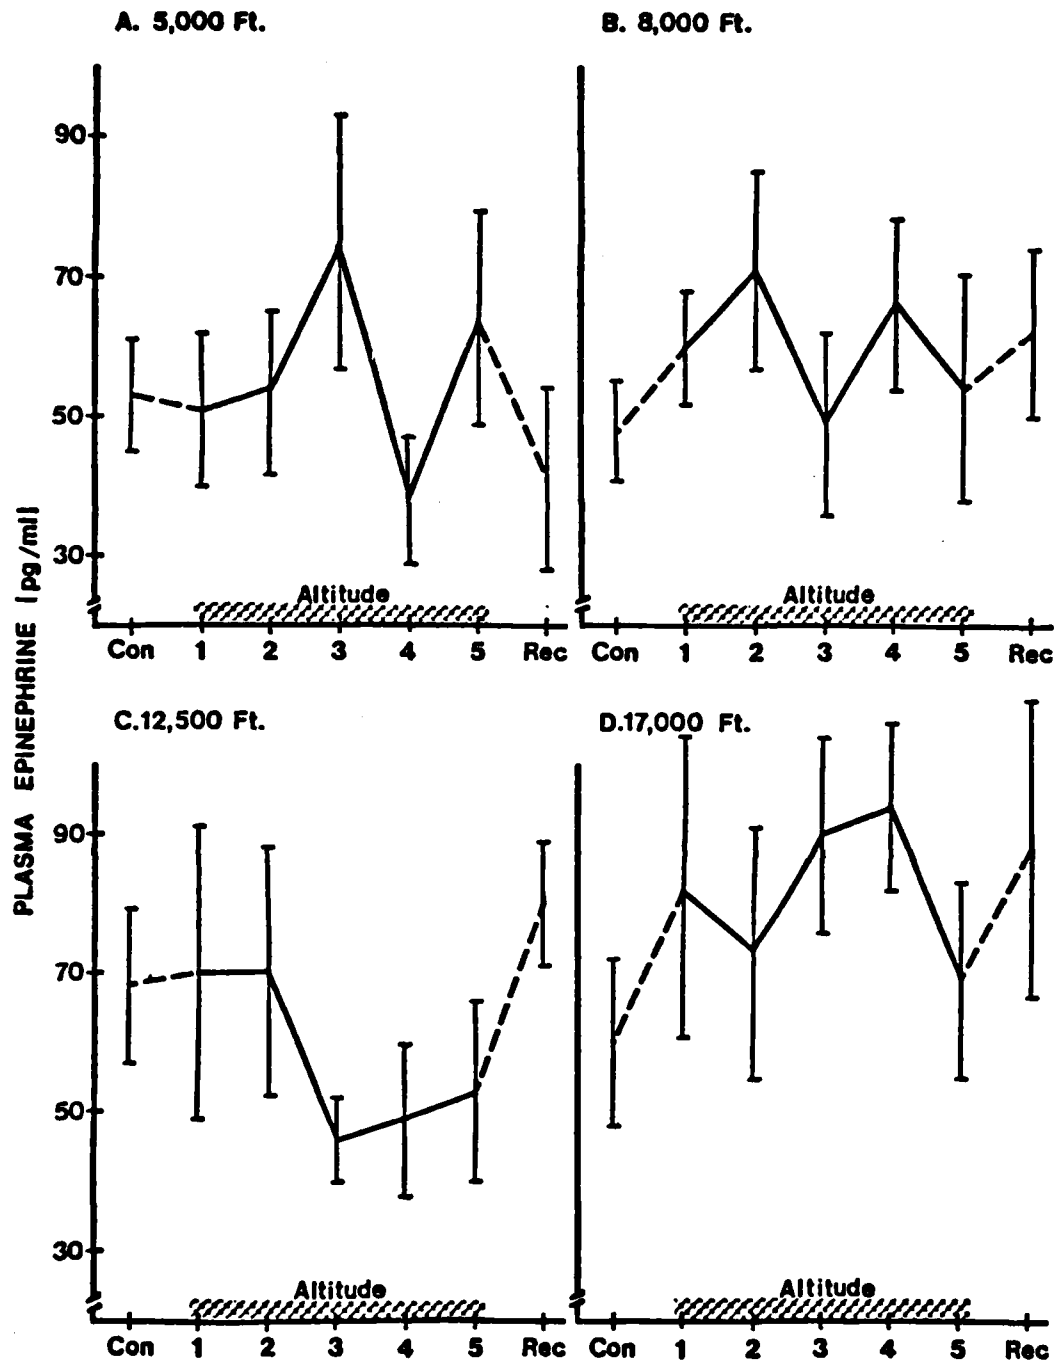 A. 5,000 Ft.
B. 8,000 Ft.
PLASMA EPINEPHRINE [pg/ml]
90
70
50
30
Altitude
Con 1 2 3 4 5 Rec
Altitude
Con 1 2 3 4 5 Rec
C.12,500 Ft.
D.17,000 Ft.
90
70
50
30
Altitude
Con 1 2 3 4 5 Rec
Altitude
Con 1 2 3 4 5 Rec